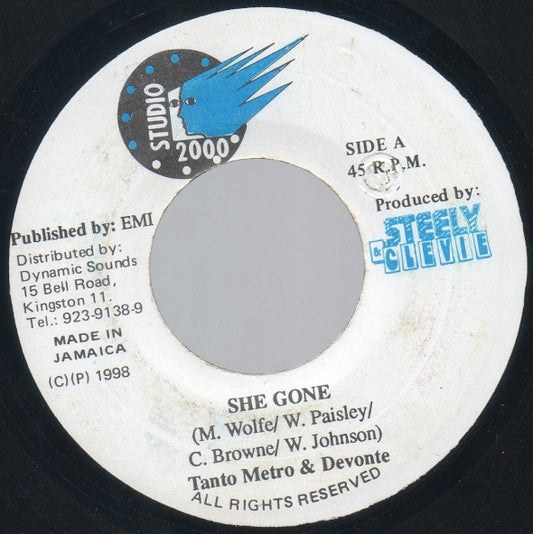 STUDIO
2000
SIDE A
45 R.P.M.
Produced by:
STEELY
& CLEVIE
Published by: EMI
Distributed by:
Dynamic Sounds
15 Bell Road,
Kingston 11.
Tel.: 923-9138-9
MADE IN
JAMAICA
(C)(P) 1998
SHE GONE
(M. Wolfe/ W. Paisley/
C. Browne/ W. Johnson)
Tanto Metro & Devonte
ALL RIGHTS RESERVED